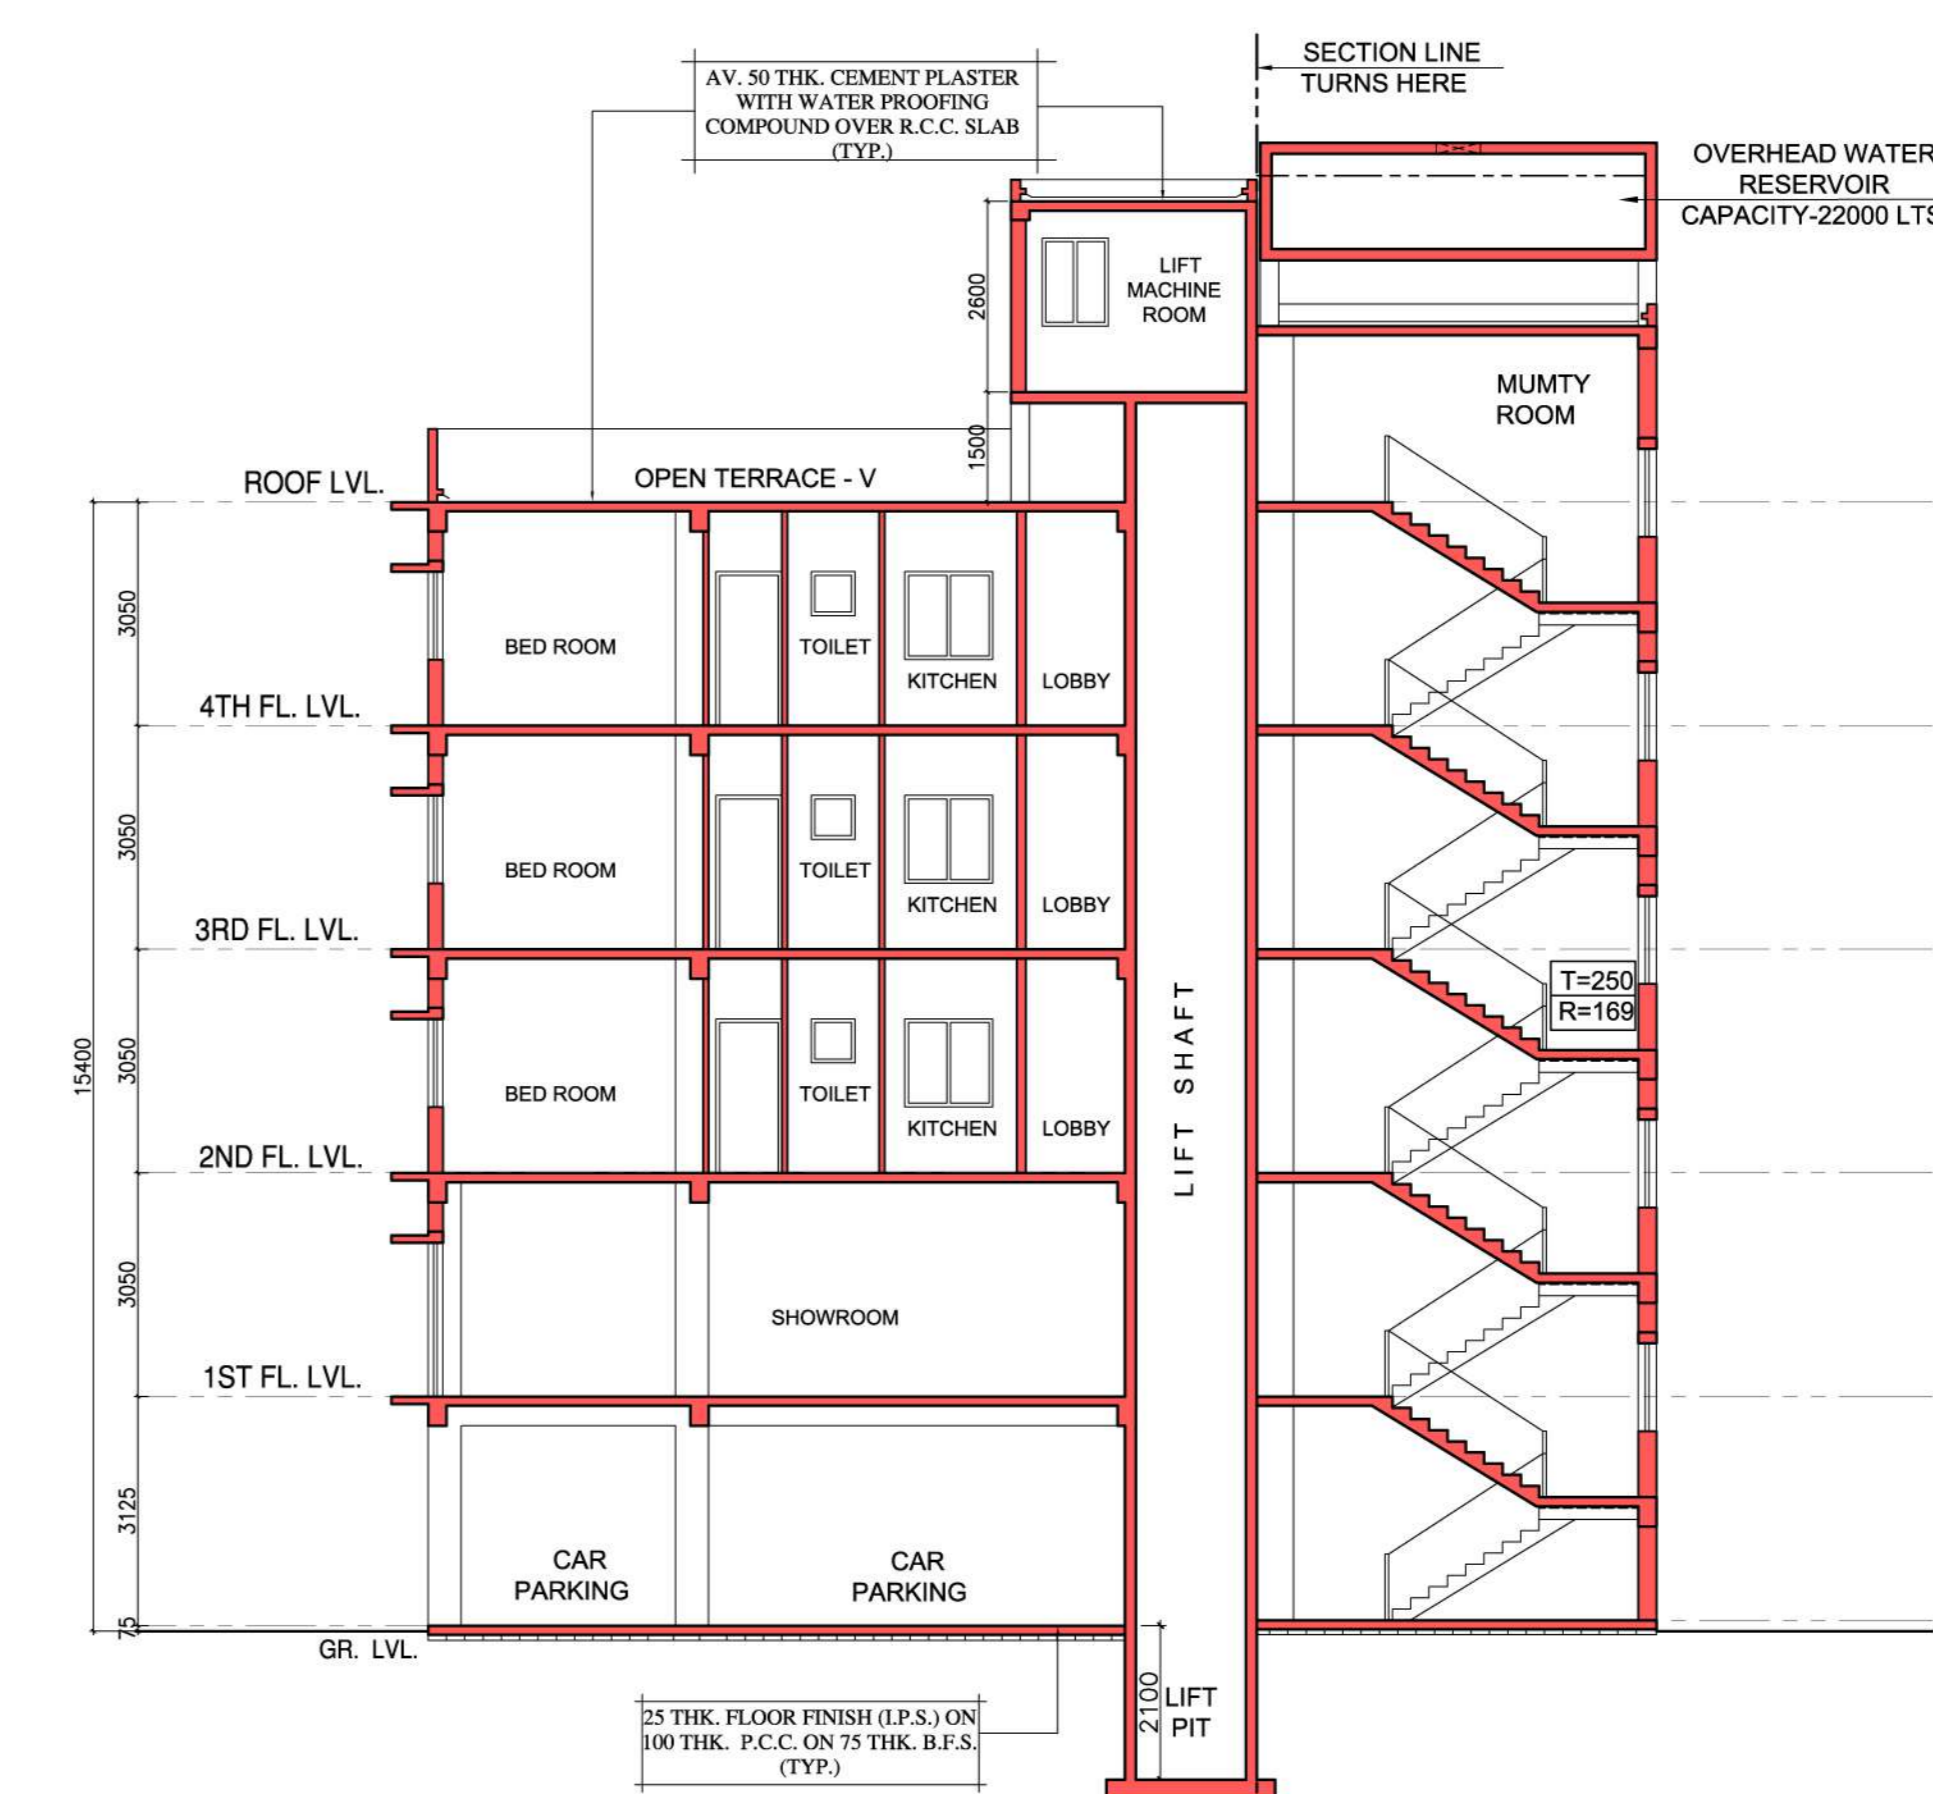 SECTION LINE
TURNS HERE
AV. 50 THK. CEMENT PLASTER
WITH WATER PROOFING
COMPOUND OVER R.C.C. SLAB
(TYP.)
OVERHEAD WATER
RESERVOIR
CAPACITY-22000 LTS
2600
LIFT
MACHINE
ROOM
MUMTY
ROOM
1500
ROOF LVL.
OPEN TERRACE - V
3050
BED ROOM
TOILET
KITCHEN
LOBBY
4TH FL. LVL.
3050
BED ROOM
TOILET
KITCHEN
LOBBY
3RD FL. LVL.
T=250
R=169
15400
3050
BED ROOM
TOILET
KITCHEN
LOBBY
LIFT SHAFT
2ND FL. LVL.
3050
SHOWROOM
1ST FL. LVL.
3125
CAR
PARKING
CAR
PARKING
75
GR. LVL.
2100
LIFT
PIT
25 THK. FLOOR FINISH (I.P.S.) ON
100 THK. P.C.C. ON 75 THK. B.F.S.
(TYP.)